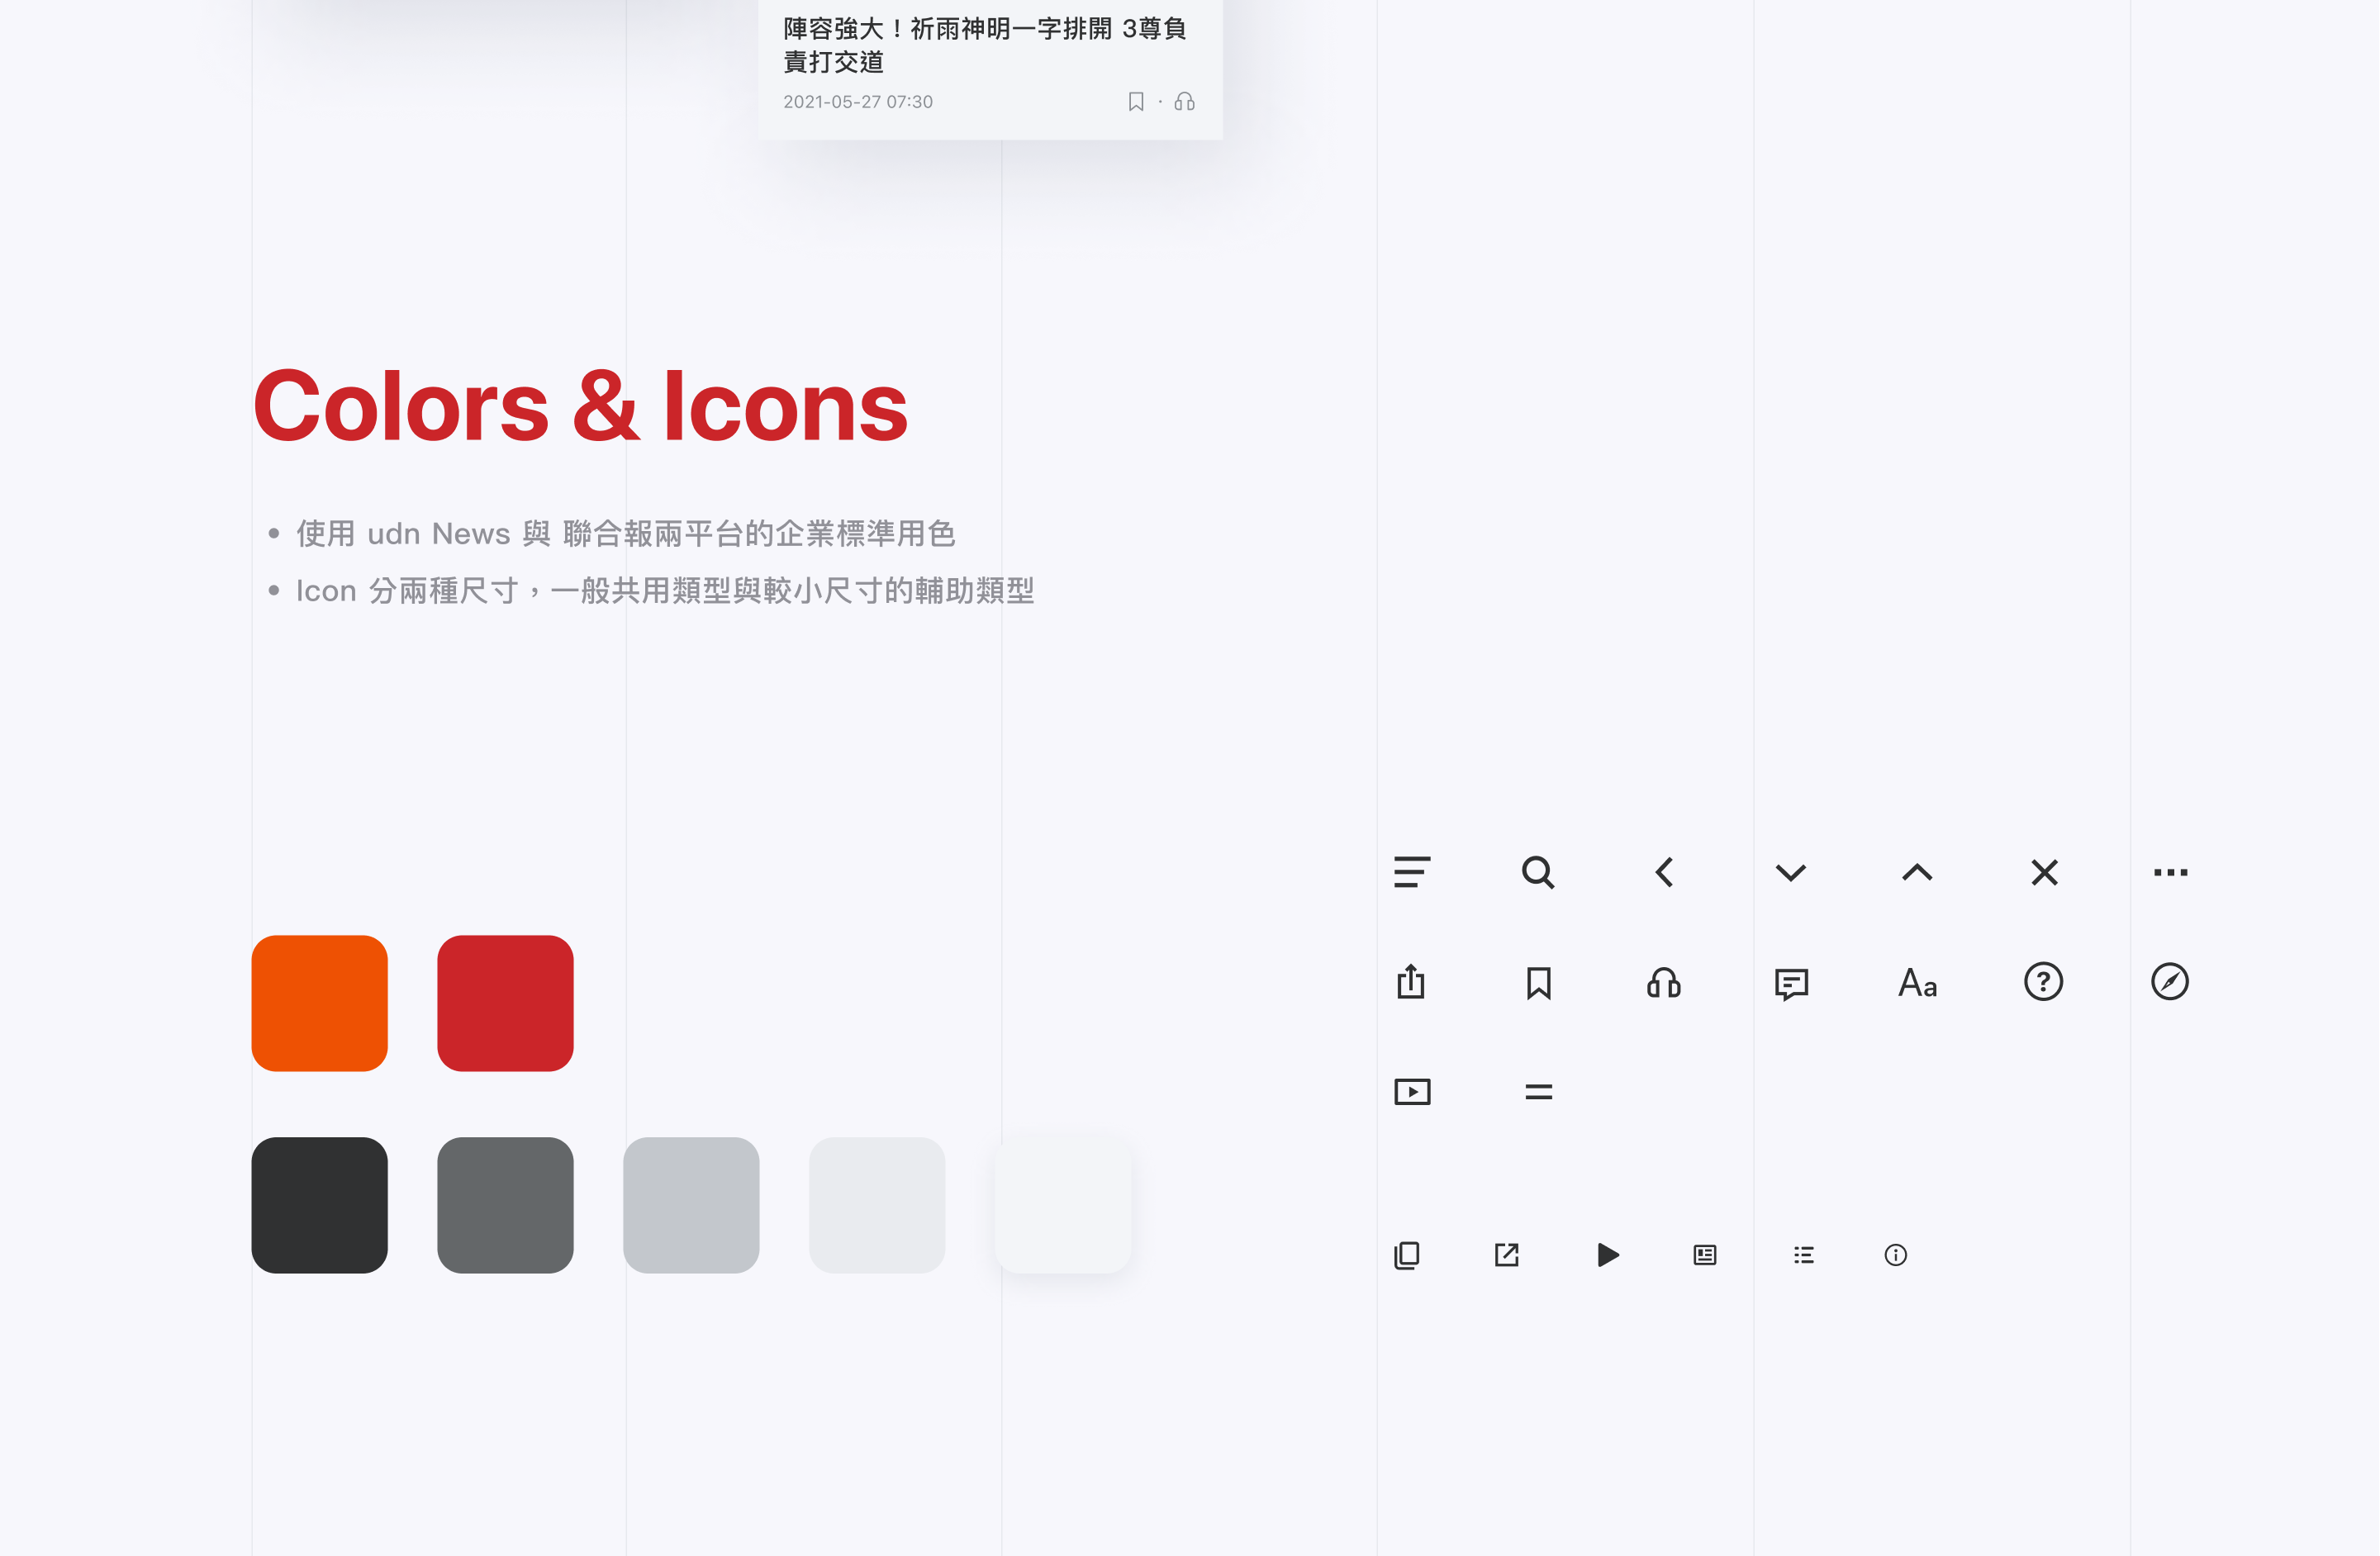 陣容強大！祈雨神明一字排開 3尊負
責打交道
2021-05-27 07:30
Colors & Icons
• 使用 udn News 與 聯合報兩平台的企業標準用色
• Icon 分兩種尺寸，一般共用類型與較小尺寸的輔助類型
Aa